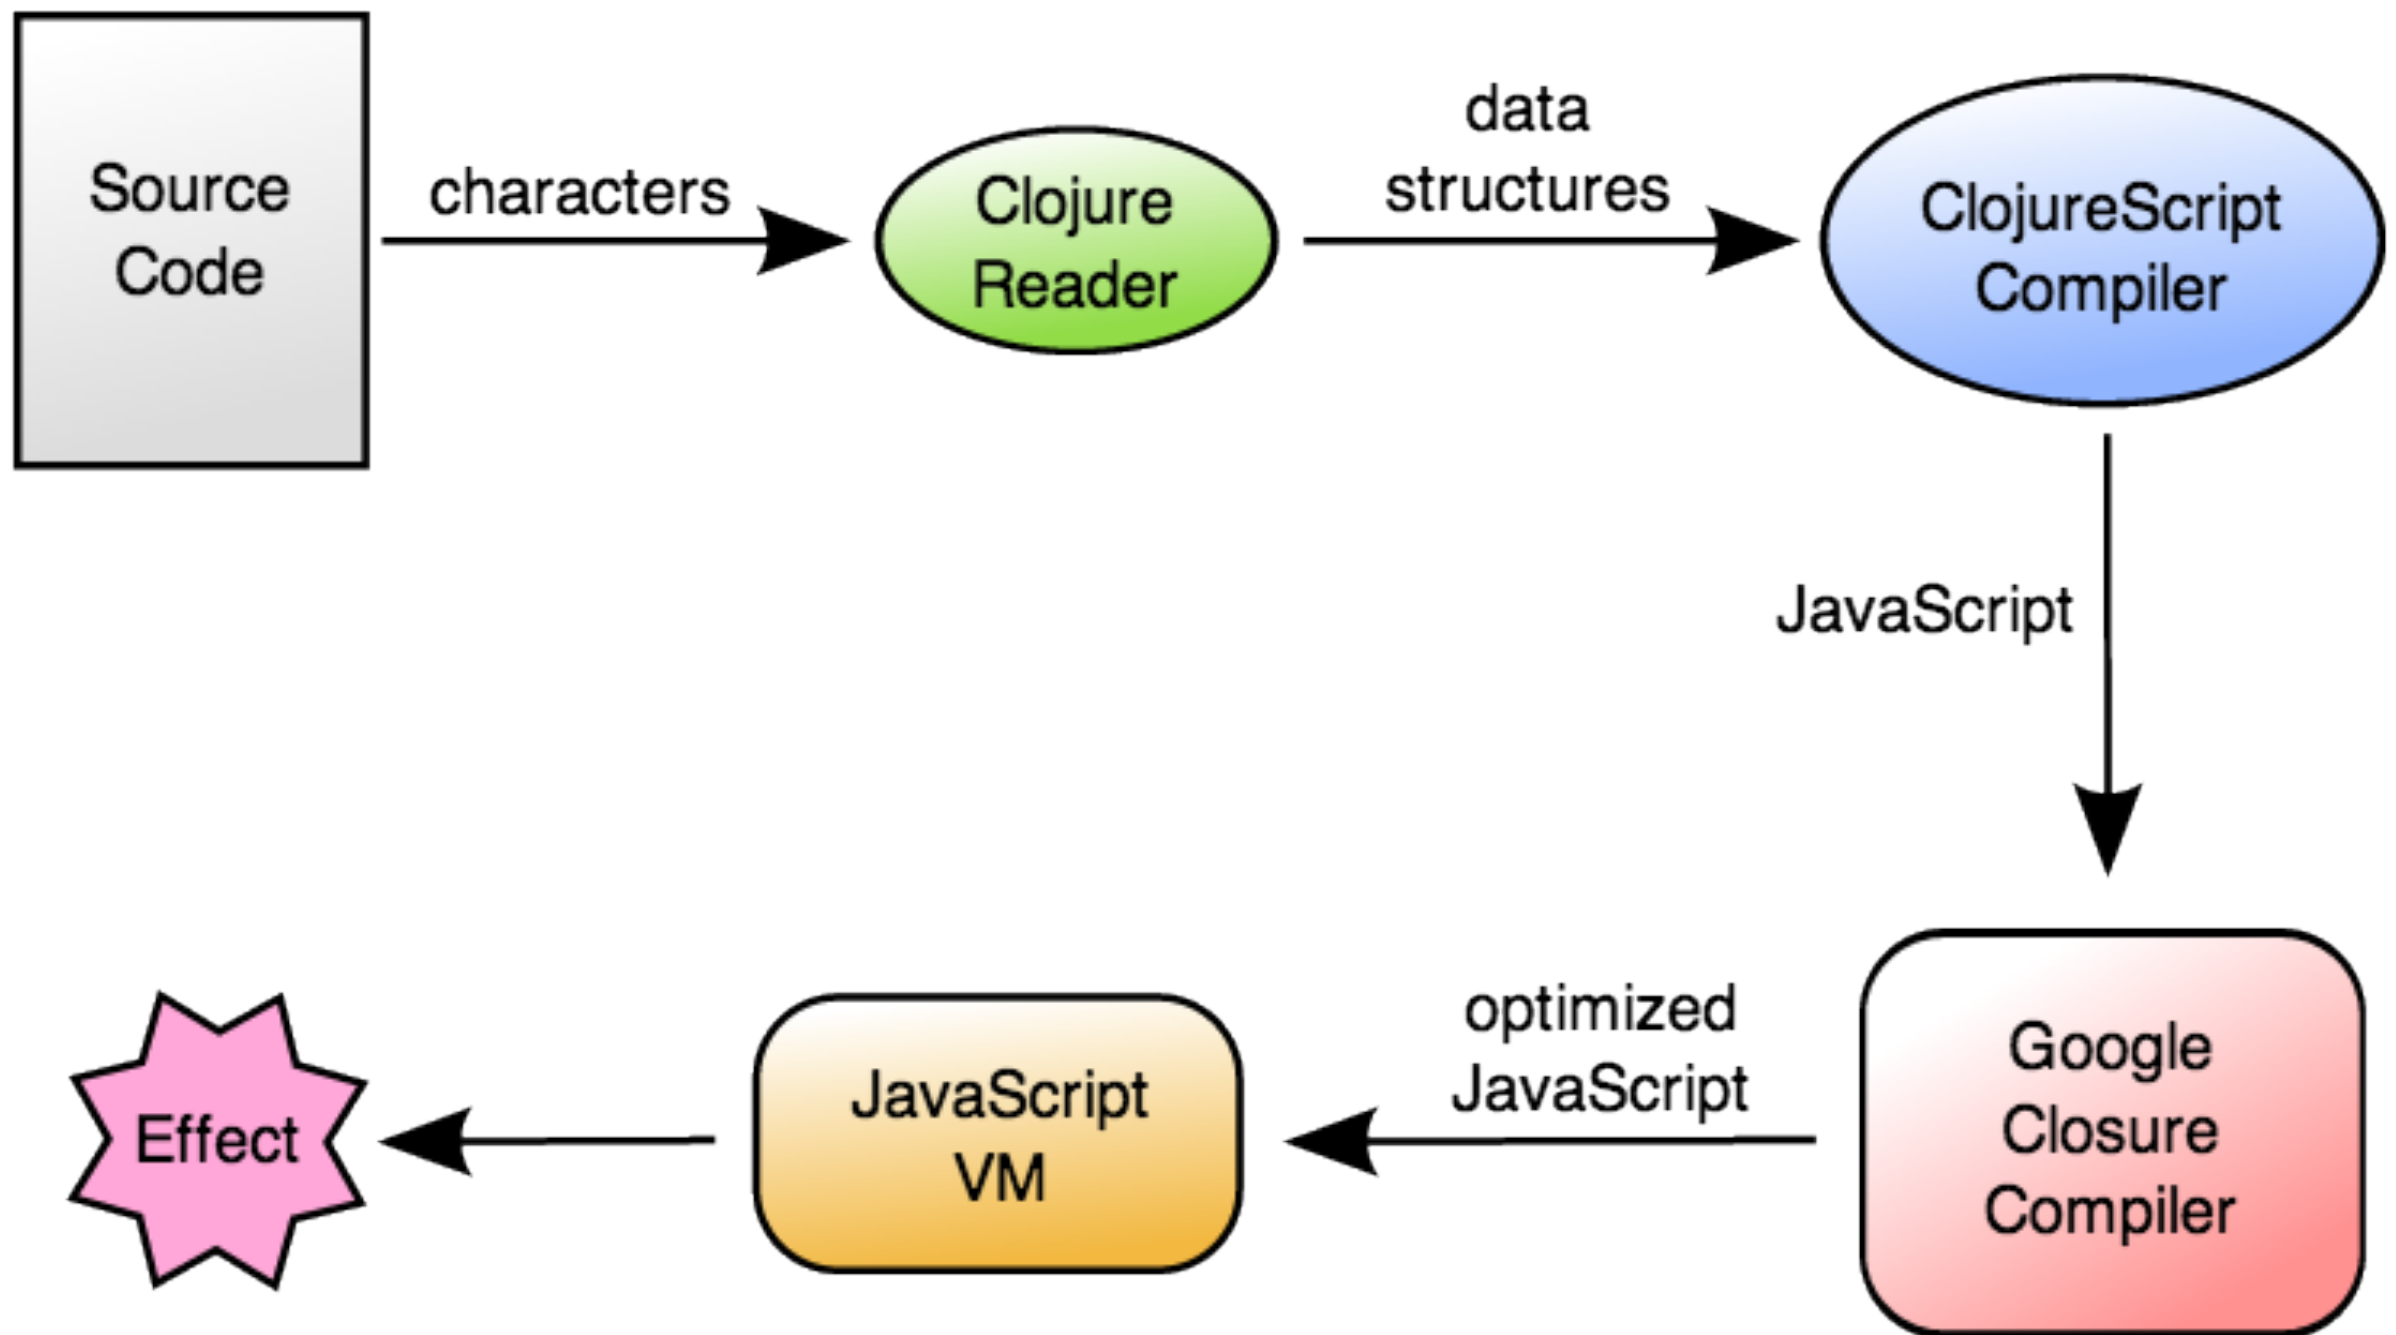 Source
Code
characters
Clojure
Reader
data
structures
ClojureScript
Compiler
JavaScript
Google
Closure
Compiler
optimized
JavaScript
JavaScript
VM
Effect